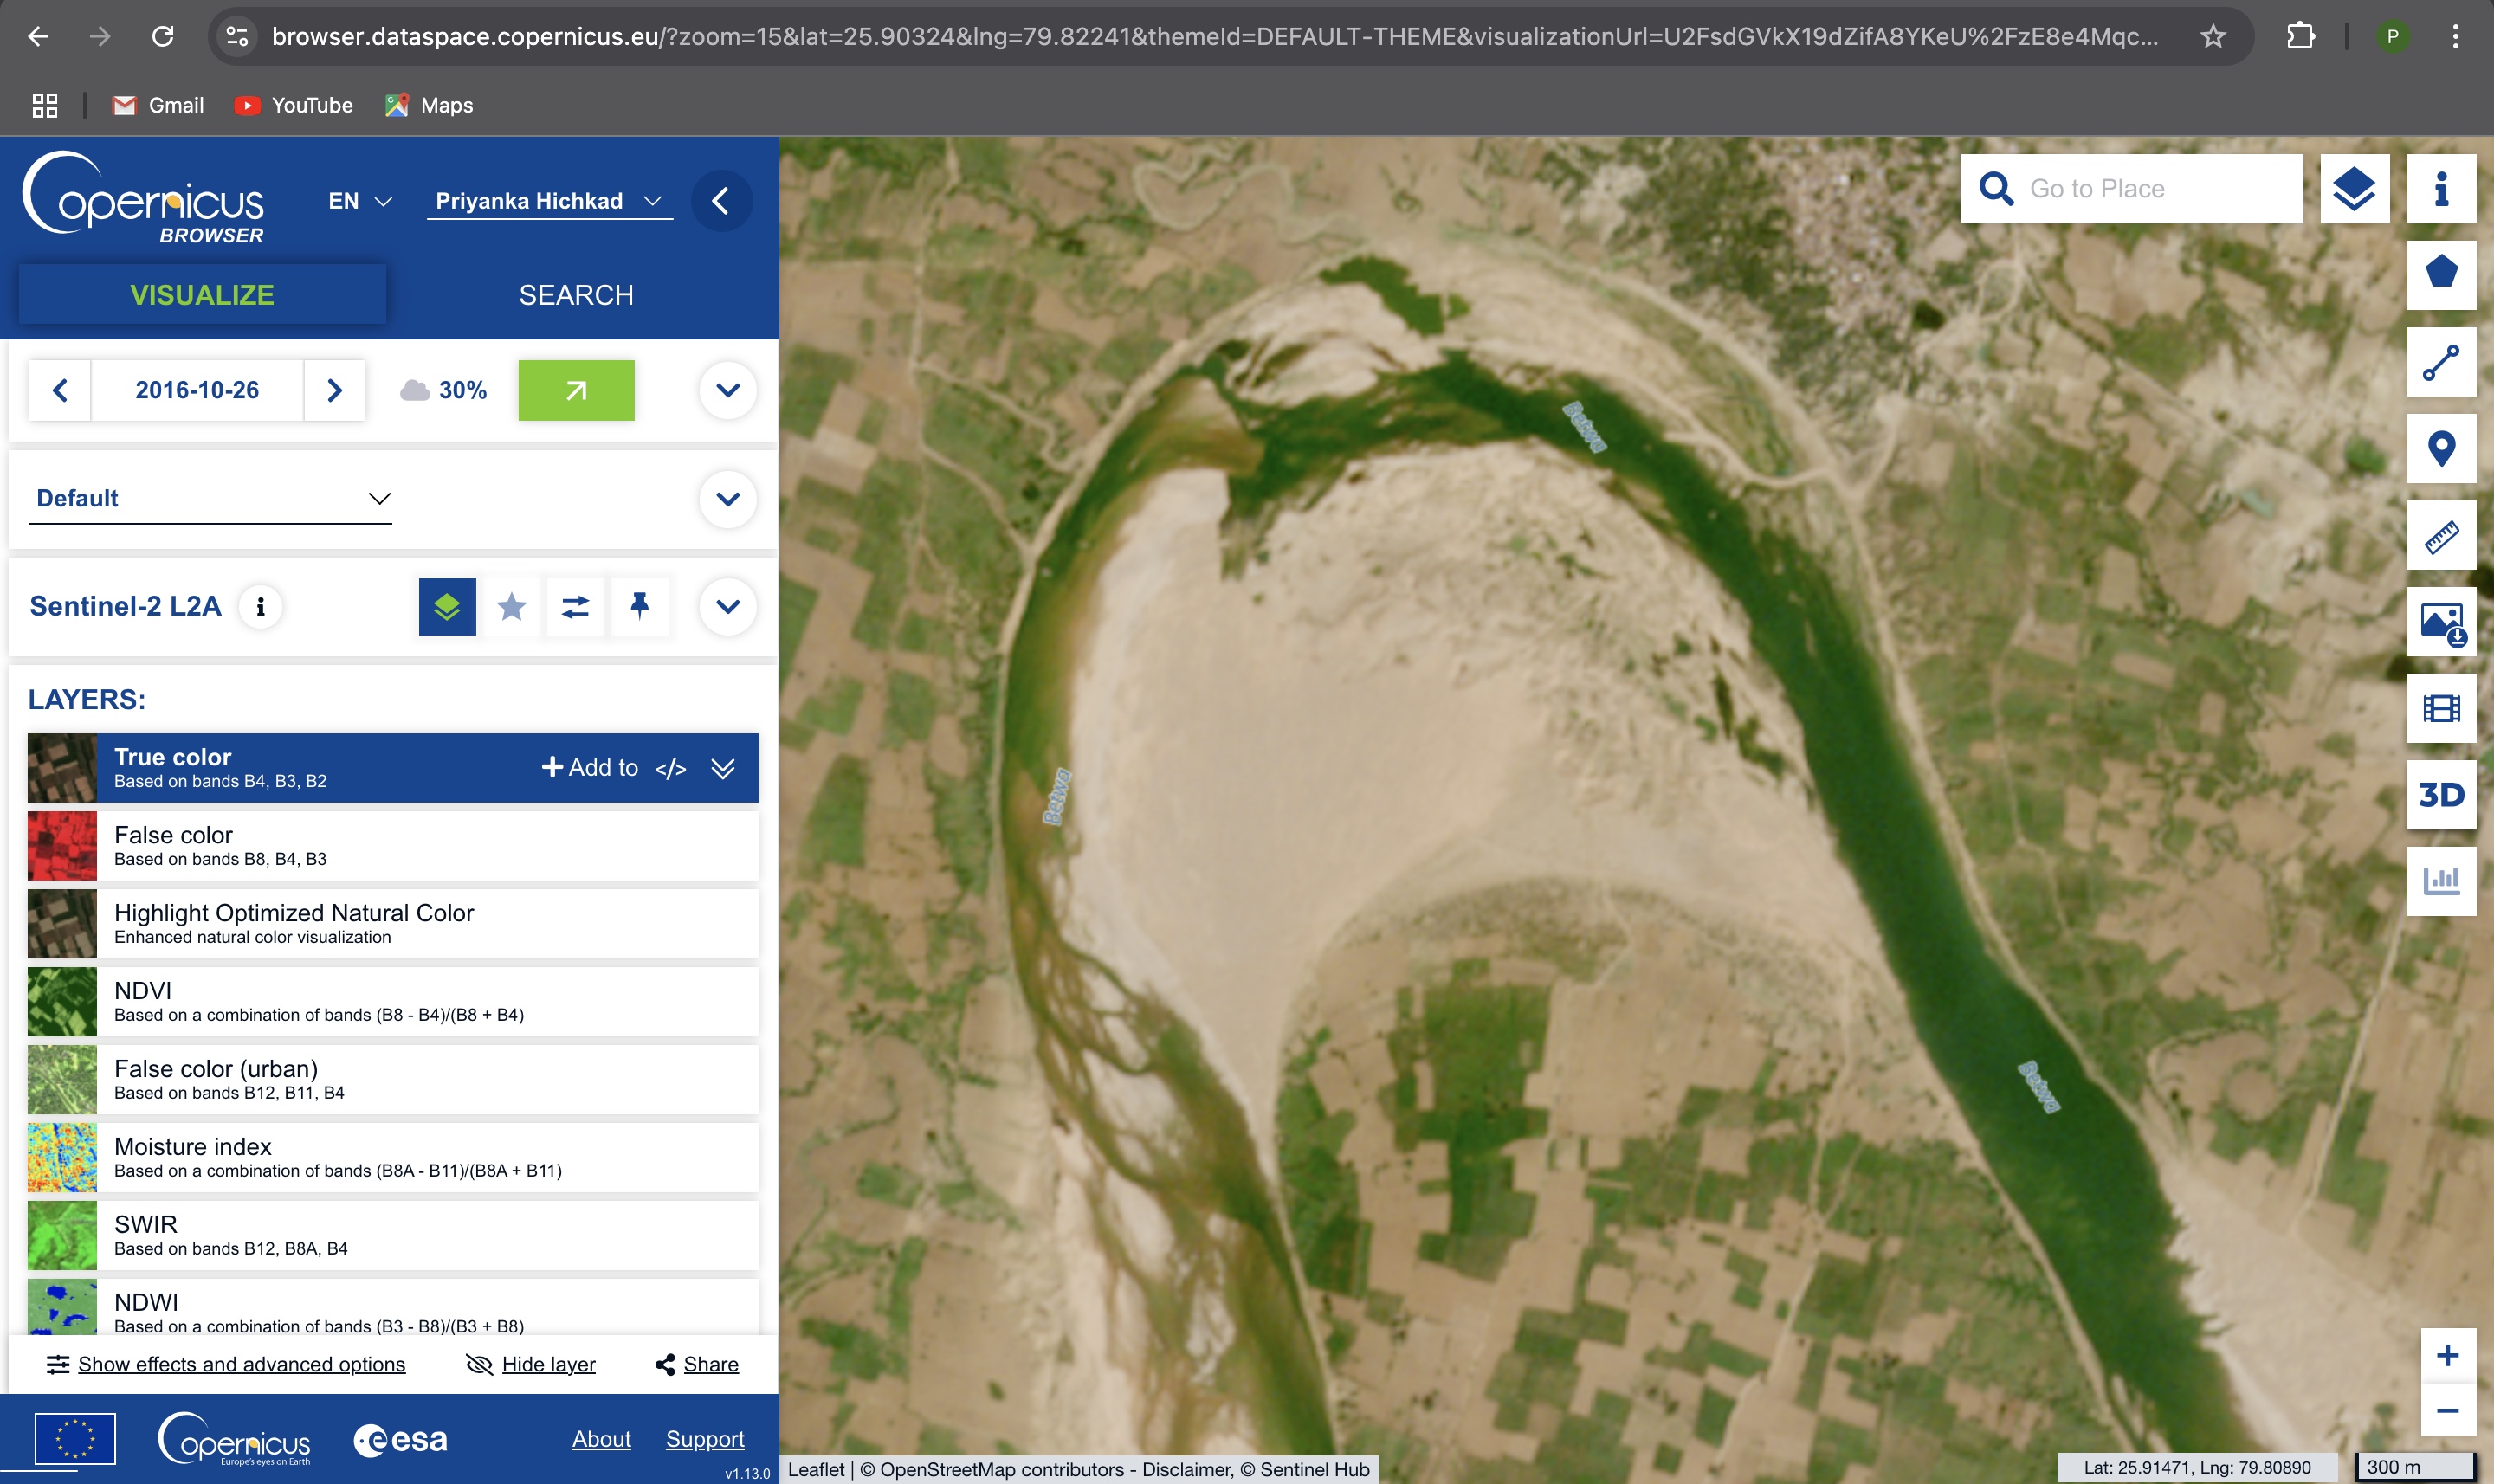 browser.dataspace.copernicus.eu/?zoom=15&lat=25.90324&lng=79.82241&themeId=DEFAULT-THEME&visualizationUrl=U2FsdGVkX19dZifA8YKeU%2FzE8e4Mqc...
P
Gmail YouTube Maps
Copernicus
BROWSER
EN Priyanka Hichkad
Go to Place
VISUALIZE SEARCH
2016-10-26 30%
Default
Sentinel-2 L2A
LAYERS:
True color
Based on bands B4, B3, B2
Add to </>
False color
Based on bands B8, B4, B3
Highlight Optimized Natural Color
Enhanced natural color visualization
NDVI
Based on a combination of bands (B8 - B4)/(B8 + B4)
False color (urban)
Based on bands B12, B11, B4
Moisture index
Based on a combination of bands (B8A - B11)/(B8A + B11)
SWIR
Based on bands B12, B8A, B4
NDWI
Based on a combination of bands (B3 - B8)/(B3 + B8)
Show effects and advanced options Hide layer Share
Copernicus
Europe's eyes on Earth
esa
About Support
v1.13.0
Betwa
Betwa
Betwa
3D
+
−
Leaflet | © OpenStreetMap contributors - Disclaimer, © Sentinel Hub
Lat: 25.91471, Lng: 79.80890
300 m